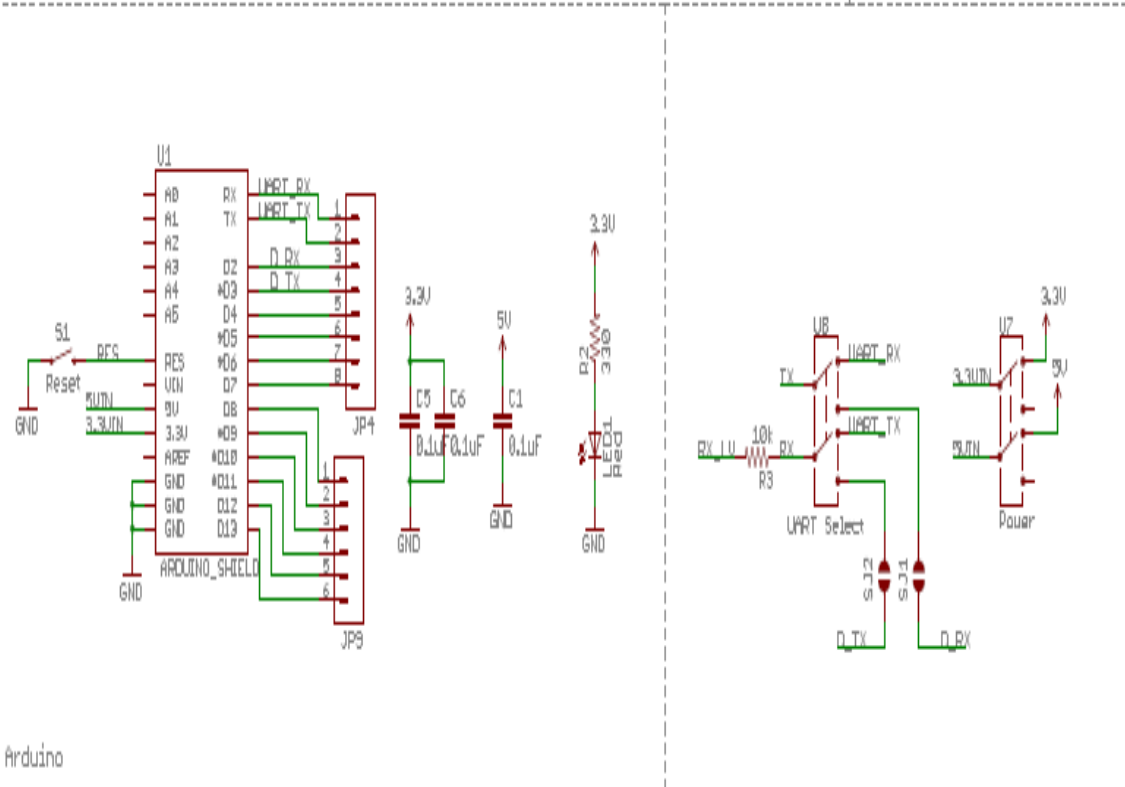 U1
A0 RX UART_RX
A1 TX UART_TX
A2
A3 D2 D_RX
A4 *D3 D_TX
A5 D4
*D5
RES *D6
VIN D7
5V D8
3.3V *D9
AREF *D10
GND *D11
GND D12
GND D13
ARDUINO_SHIELD
S1
RES
Reset
5VIN
3.3VIN
GND
GND
1
2
3
4
5
6
7
8
JP4
1
2
3
4
5
6
JP9
3.3V
C5 C6
0.1uF 0.1uF
GND
5V
C1
0.1uF
GND
3.3V
R2
330
LED1
Red
GND
U8
TX UART_RX
UART_TX
RX_LV 10k RX
R3
UART Select
SJ2 SJ1
D_TX D_RX
U7
3.3V
3.3VIN 5V
5VIN
Power
Arduino